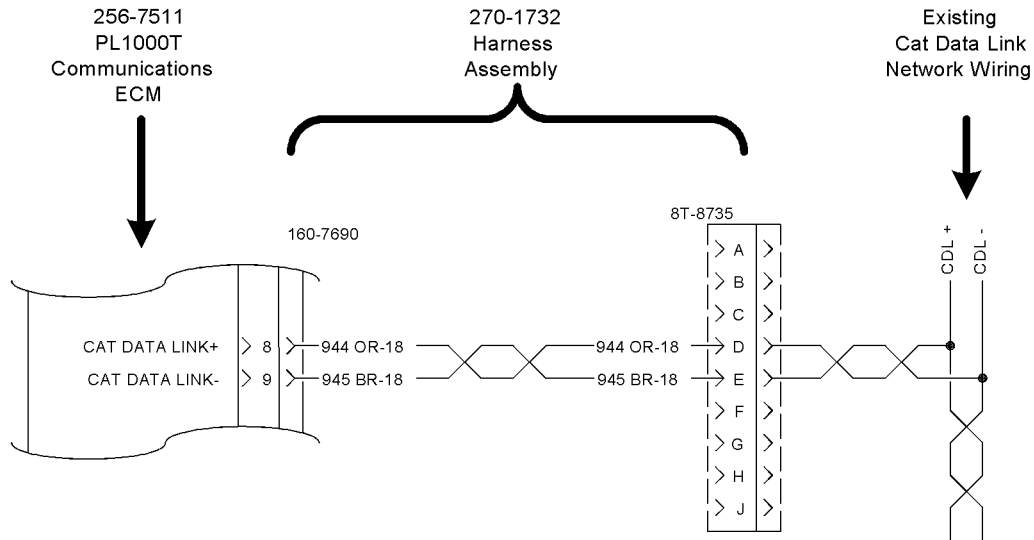 256-7511
PL1000T
Communications
ECM
270-1732
Harness
Assembly
Existing
Cat Data Link
Network Wiring
160-7690
8T-8735
CDL +
CDL -
A
B
C
CAT DATA LINK+ 8 944 OR-18 944 OR-18 D
CAT DATA LINK- 9 945 BR-18 945 BR-18 E
F
G
H
J